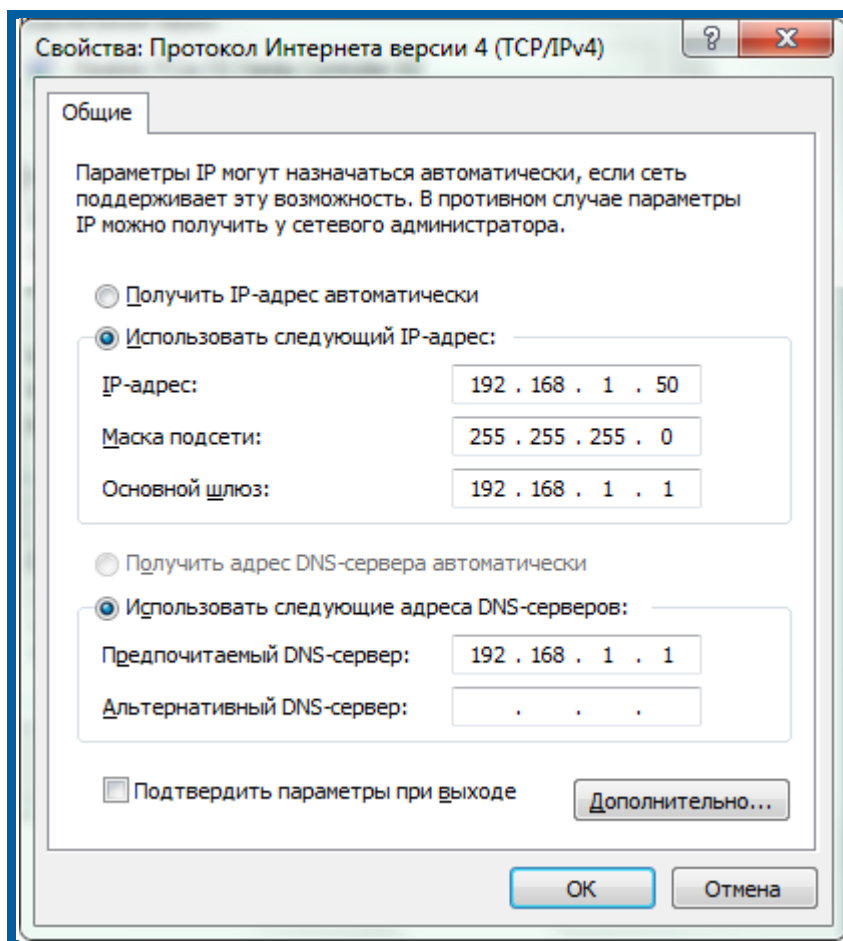 Свойства: Протокол Интернета версии 4 (TCP/IPv4)
Общие
Параметры IP могут назначаться автоматически, если сеть
поддерживает эту возможность. В противном случае параметры
IP можно получить у сетевого администратора.
Получить IP-адрес автоматически
Использовать следующий IP-адрес:
IP-адрес: 192 . 168 . 1 . 50
Маска подсети: 255 . 255 . 255 . 0
Основной шлюз: 192 . 168 . 1 . 1
Получить адрес DNS-сервера автоматически
Использовать следующие адреса DNS-серверов:
Предпочитаемый DNS-сервер: 192 . 168 . 1 . 1
Альтернативный DNS-сервер: . . .
Подтвердить параметры при выходе
Дополнительно...
ОК Отмена